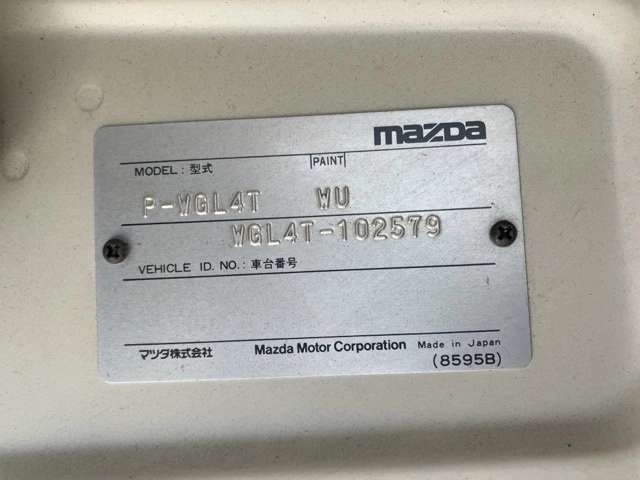 mazda
MODEL : 型式 PAINT
P-WGL4T WU
WGL4T-102579
VEHICLE ID. NO. : 車台番号
マツダ株式会社 Mazda Motor Corporation Made in Japan
(8595B)